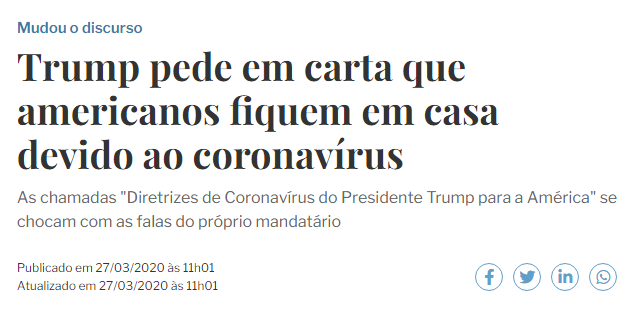 Mudou o discurso
Trump pede em carta que
americanos fiquem em casa
devido ao coronavírus
As chamadas "Diretrizes de Coronavírus do Presidente Trump para a América" se
chocam com as falas do próprio mandatário
Publicado em 27/03/2020 às 11h01
Atualizado em 27/03/2020 às 11h01